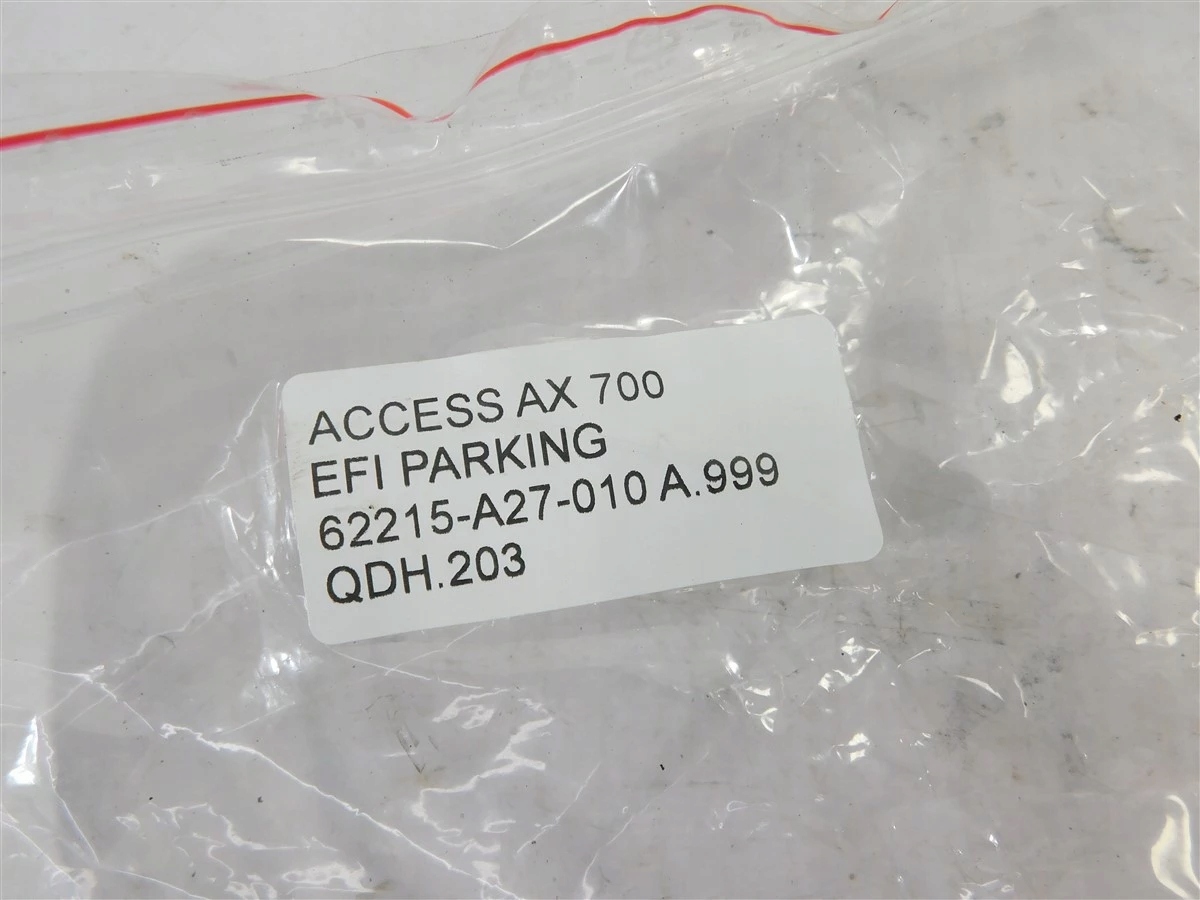 ACCESS AX 700
EFI PARKING
62215-A27-010 A.999
QDH.203